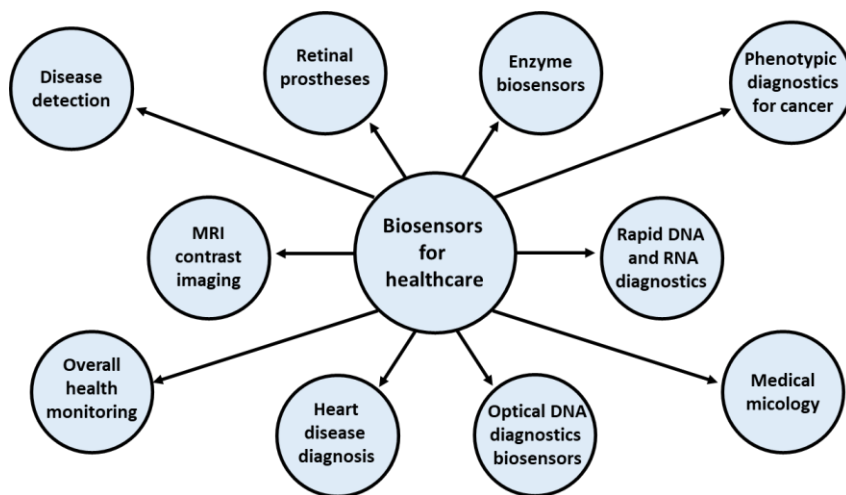 Disease
detection
Retinal
prostheses
Enzyme
biosensors
Phenotypic
diagnostics
for cancer
MRI
contrast
imaging
Biosensors
for
healthcare
Rapid DNA
and RNA
diagnostics
Overall
health
monitoring
Heart
disease
diagnosis
Optical DNA
diagnostics
biosensors
Medical
micology